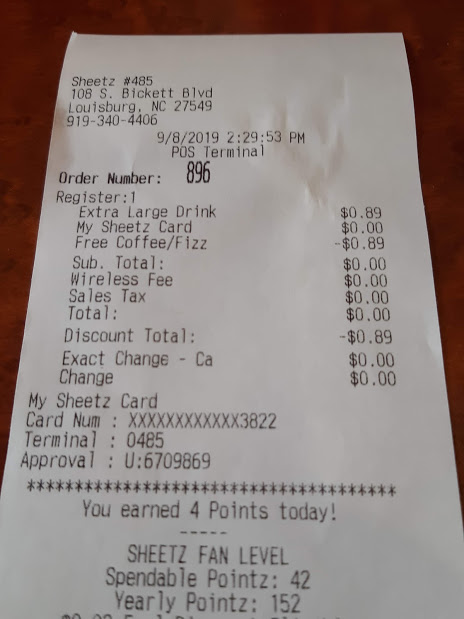 Sheetz #485
108 S. Bickett Blvd
Louisburg, NC 27549
919-340-4406
9/8/2019 2:29:53 PM
POS Terminal
Order Number: 896
Register:1
Extra Large Drink $0.89
My Sheetz Card $0.00
Free Coffee/Fizz -$0.89
Sub. Total: $0.00
Wireless Fee $0.00
Sales Tax $0.00
Total: $0.00
Discount Total: -$0.89
Exact Change - Ca $0.00
Change $0.00
My Sheetz Card
Card Num : XXXXXXXXXXXX3822
Terminal : 0485
Approval : U:6709869
***************************************
You earned 4 Points today!
-----
SHEETZ FAN LEVEL
Spendable Pointz: 42
Yearly Pointz: 152